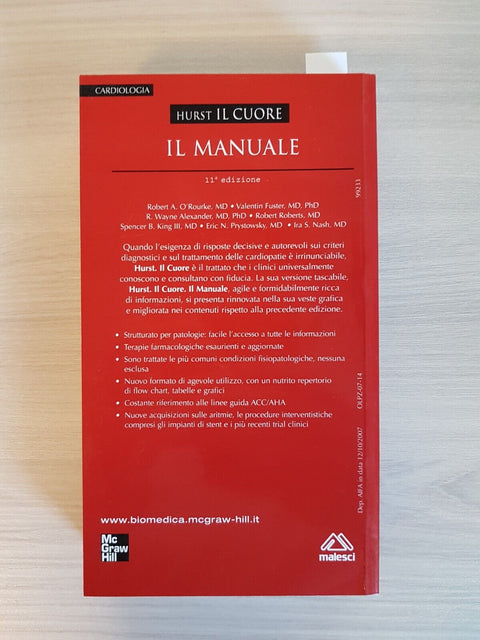 CARDIOLOGIA
HURST IL CUORE
IL MANUALE
11ª edizione
Robert A. O'Rourke, MD • Valentin Fuster, MD, PhD
R. Wayne Alexander, MD, PhD • Robert Roberts, MD
Spencer B. King III, MD • Eric N. Prystowsky, MD • Ira S. Nash, MD
Quando l'esigenza di risposte decisive e autorevoli sui criteri
diagnostici e sul trattamento delle cardiopatie è irrinunciabile,
Hurst. Il Cuore è il trattato che i clinici universalmente
conoscono e consultano con fiducia. La sua versione tascabile,
Hurst. Il Cuore. Il Manuale, agile e formidabilmente ricca
di informazioni, si presenta rinnovata nella sua veste grafica
e migliorata nei contenuti rispetto alla precedente edizione.
• Strutturato per patologie: facile l'accesso a tutte le informazioni
• Terapie farmacologiche esaurienti e aggiornate
• Sono trattate le più comuni condizioni fisiopatologiche, nessuna
esclusa
• Nuovo formato di agevole utilizzo, con un nutrito repertorio
di flow chart, tabelle e grafici
• Costante riferimento alle linee guida ACC/AHA
• Nuove acquisizioni sulle aritmie, le procedure interventistiche
compresi gli impianti di stent e i più recenti trial clinici
www.biomedica.mcgraw-hill.it
Mc
Graw
Hill
malesci
99233
OLPZ-07-14
Dep. AIFA in data 12/10/2007